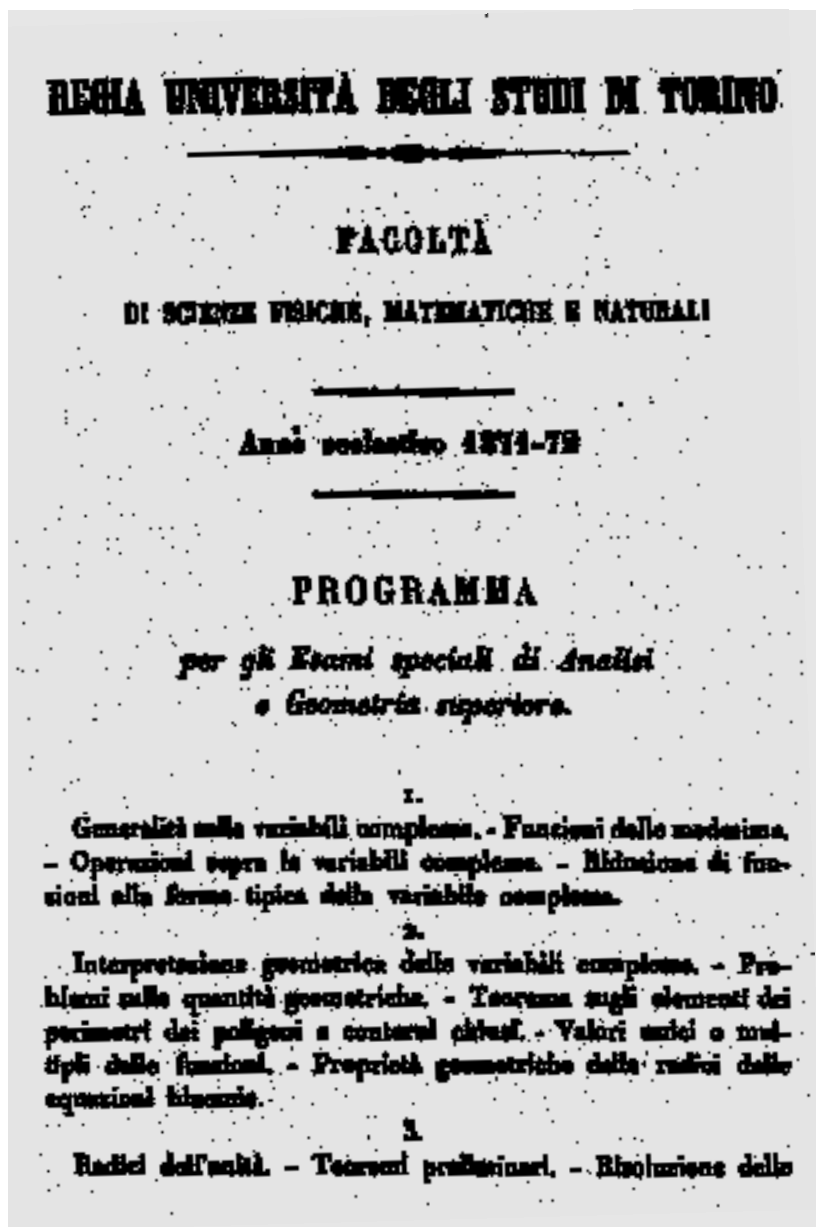 REGIA UNIVERSITÀ DEGLI STUDI DI TORINO
FACOLTÀ
DI SCIENZE FISICHE, MATEMATICHE E NATURALI
Anno scolastico 1871-72
PROGRAMMA
per gli Esami speciali di Analisi
e Geometria superiore.
1.
Generalità sulle variabili complesse. - Funzioni delle medesime.
- Operazioni sopra le variabili complesse. - Riduzione di fun-
zioni alla forma tipica della variabile complessa.
2.
Interpretazione geometrica delle variabili complesse. - Pro-
blemi sulle quantità geometriche. - Teorema sugli elementi dei
perimetri dei poligoni a contorni chiusi. - Valori unici o mul-
tipli delle funzioni. - Proprietà geometriche delle radici delle
equazioni binomie.
3.
Radici dell'unità. - Teoremi preliminari. - Risoluzione delle